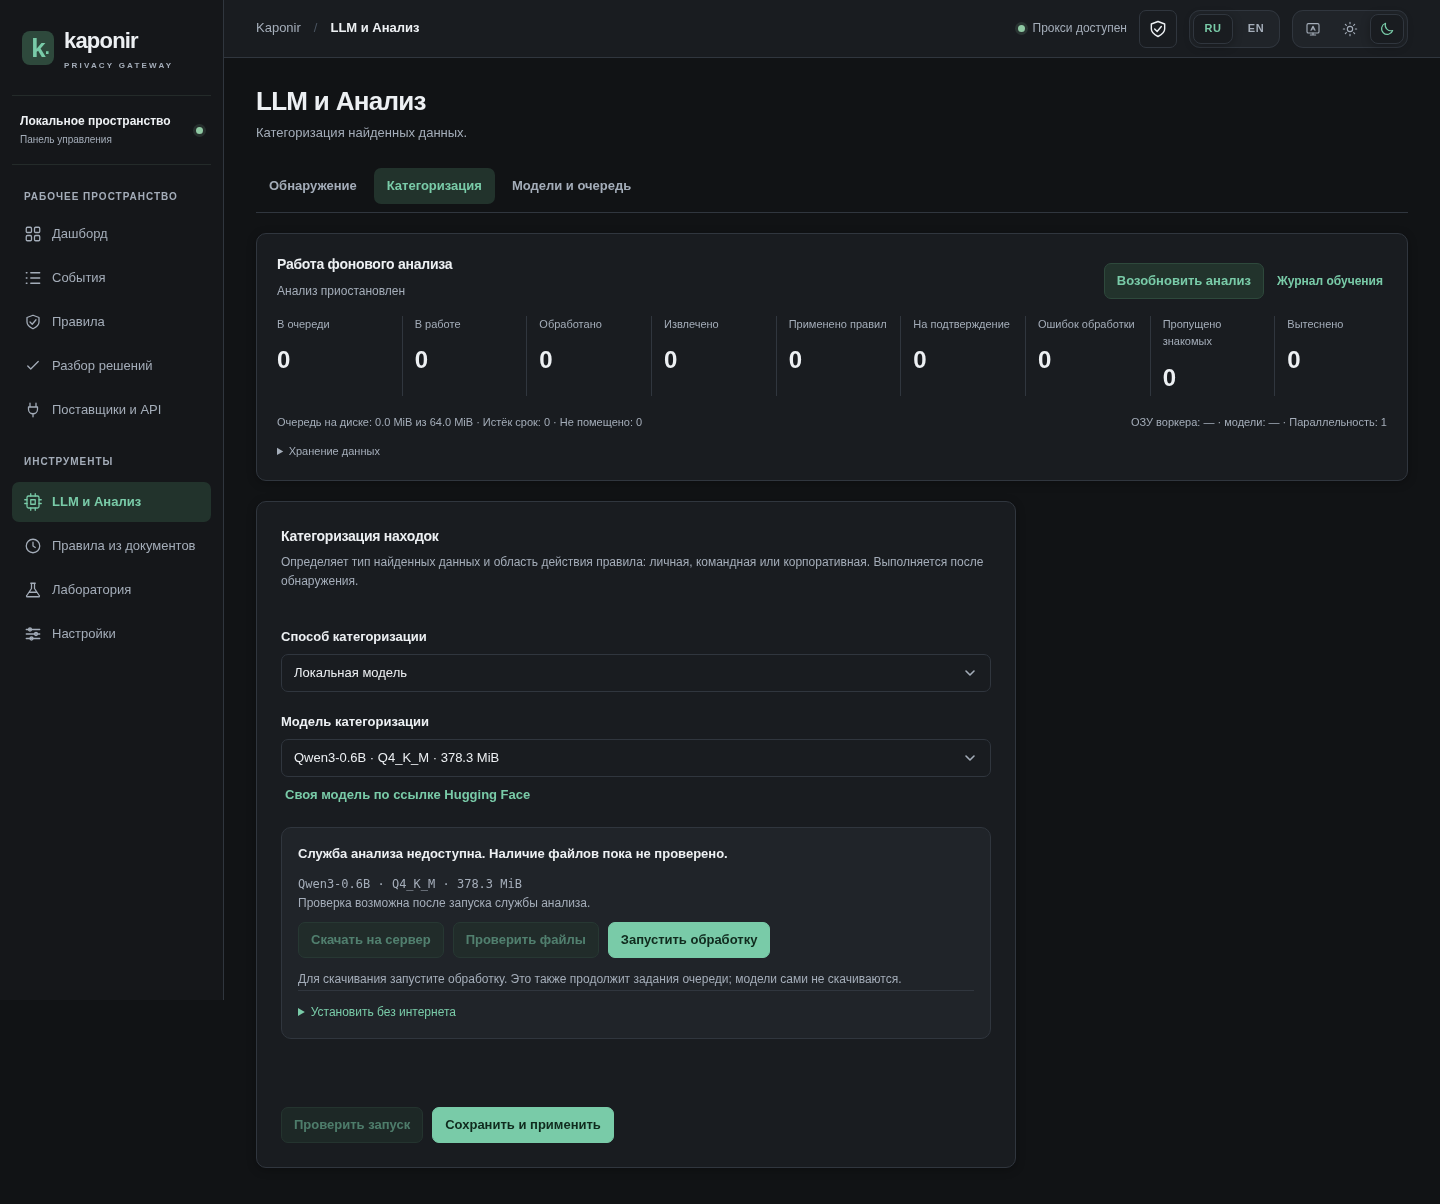 k.
kaponir
PRIVACY GATEWAY
Локальное пространство
Панель управления
РАБОЧЕЕ ПРОСТРАНСТВО
Дашборд
События
Правила
Разбор решений
Поставщики и API
ИНСТРУМЕНТЫ
LLM и Анализ
Правила из документов
Лаборатория
Настройки
Kaponir / LLM и Анализ
Прокси доступен
RU EN
LLM и Анализ
Категоризация найденных данных.
Обнаружение Категоризация Модели и очередь
Работа фонового анализа
Анализ приостановлен
Возобновить анализ Журнал обучения
В очереди
0
В работе
0
Обработано
0
Извлечено
0
Применено правил
0
На подтверждение
0
Ошибок обработки
0
Пропущено
знакомых
0
Вытеснено
0
Очередь на диске: 0.0 MiB из 64.0 MiB · Истёк срок: 0 · Не помещено: 0
ОЗУ воркера: — · модели: — · Параллельность: 1
Хранение данных
Категоризация находок
Определяет тип найденных данных и область действия правила: личная, командная или корпоративная. Выполняется после
обнаружения.
Способ категоризации
Локальная модель
Модель категоризации
Qwen3-0.6B · Q4_K_M · 378.3 MiB
Своя модель по ссылке Hugging Face
Служба анализа недоступна. Наличие файлов пока не проверено.
Qwen3-0.6B · Q4_K_M · 378.3 MiB
Проверка возможна после запуска службы анализа.
Скачать на сервер Проверить файлы Запустить обработку
Для скачивания запустите обработку. Это также продолжит задания очереди; модели сами не скачиваются.
Установить без интернета
Проверить запуск Сохранить и применить